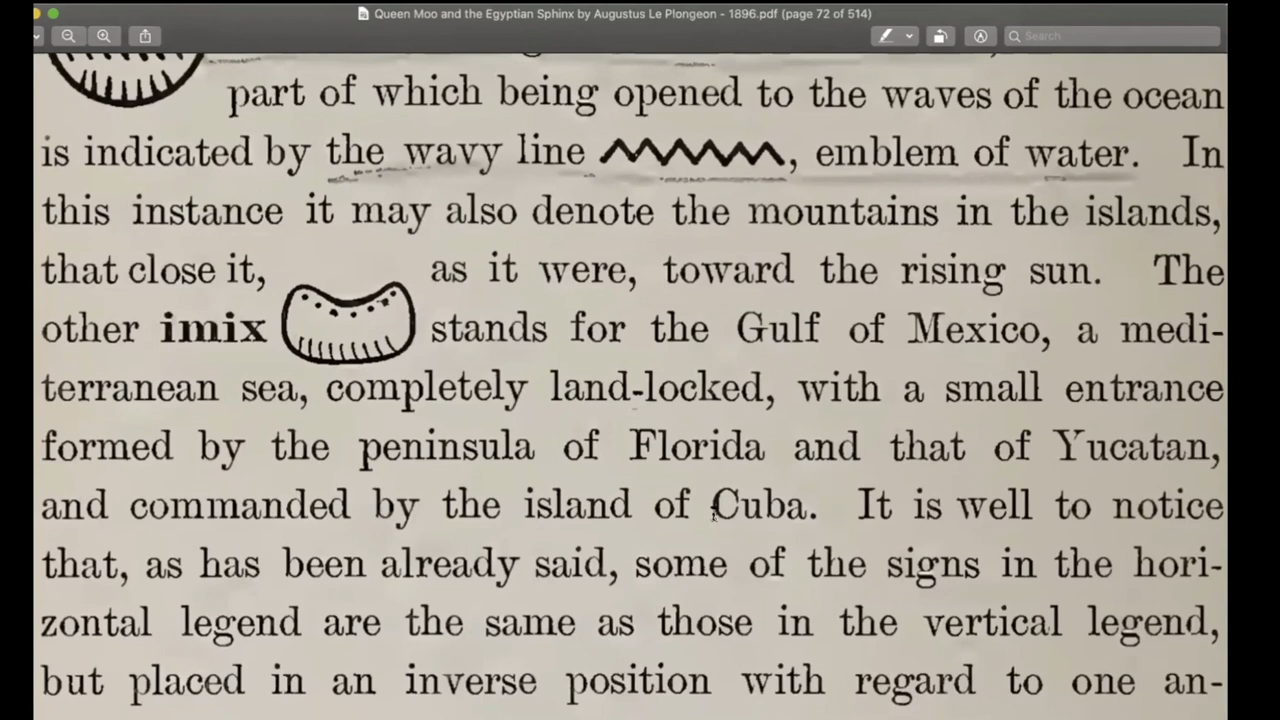 Queen Moo and the Egyptian Sphinx by Augustus Le Plongeon - 1896.pdf (page 72 of 514)
Search
part of which being opened to the waves of the ocean
is indicated by the wavy line , emblem of water. In
this instance it may also denote the mountains in the islands,
that close it, as it were, toward the rising sun. The
other imix stands for the Gulf of Mexico, a medi-
terranean sea, completely land-locked, with a small entrance
formed by the peninsula of Florida and that of Yucatan,
and commanded by the island of Cuba. It is well to notice
that, as has been already said, some of the signs in the hori-
zontal legend are the same as those in the vertical legend,
but placed in an inverse position with regard to one an-